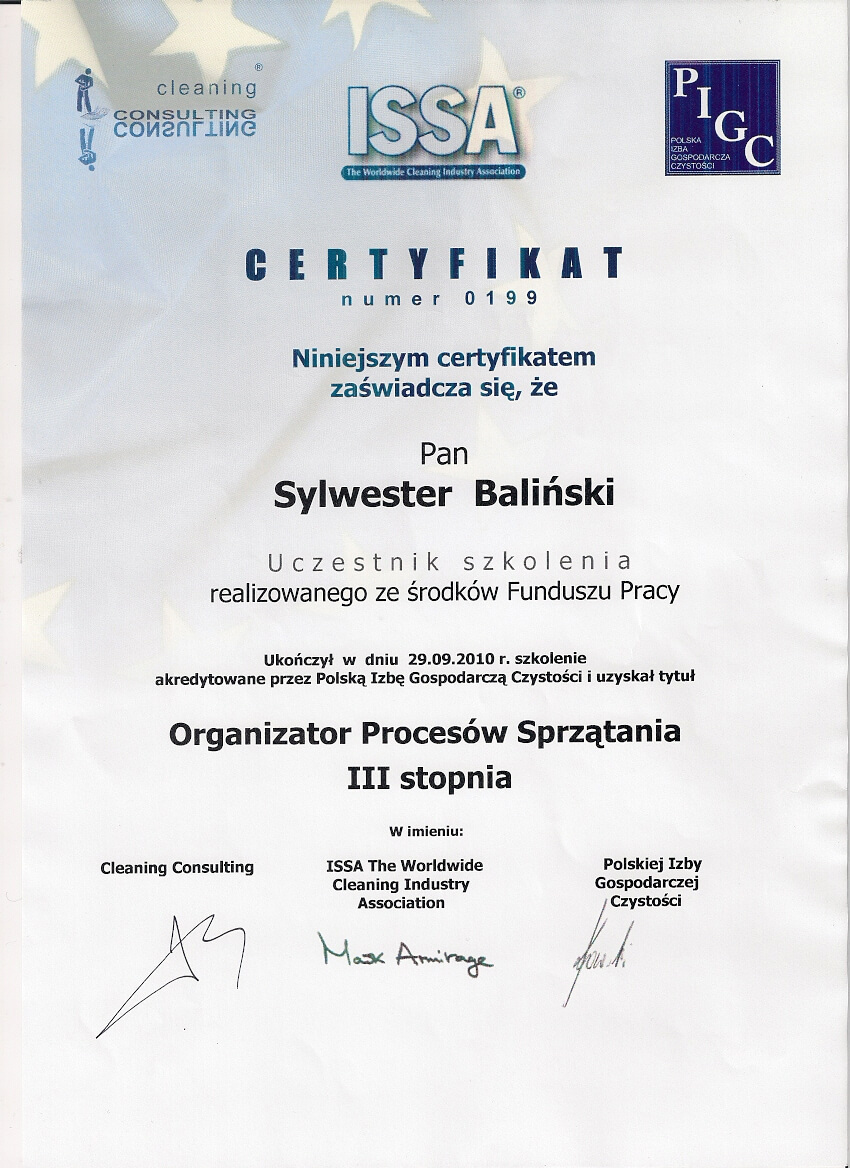 cleaning®
CONSULTING
CONSULTING
ISSA®
The Worldwide Cleaning Industry Association
PIGC
POLSKA
IZBA
GOSPODARCZA
CZYSTOŚCI
CERTYFIKAT
numer 0199
Niniejszym certyfikatem
zaświadcza się, że
Pan
Sylwester Baliński
Uczestnik szkolenia
realizowanego ze środków Funduszu Pracy
Ukończył w dniu 29.09.2010 r. szkolenie
akredytowane przez Polską Izbę Gospodarczą Czystości i uzyskał tytuł
Organizator Procesów Sprzątania
III stopnia
W imieniu:
Cleaning Consulting
ISSA The Worldwide
Cleaning Industry
Association
Polskiej Izby
Gospodarczej
Czystości
Mark Armitage